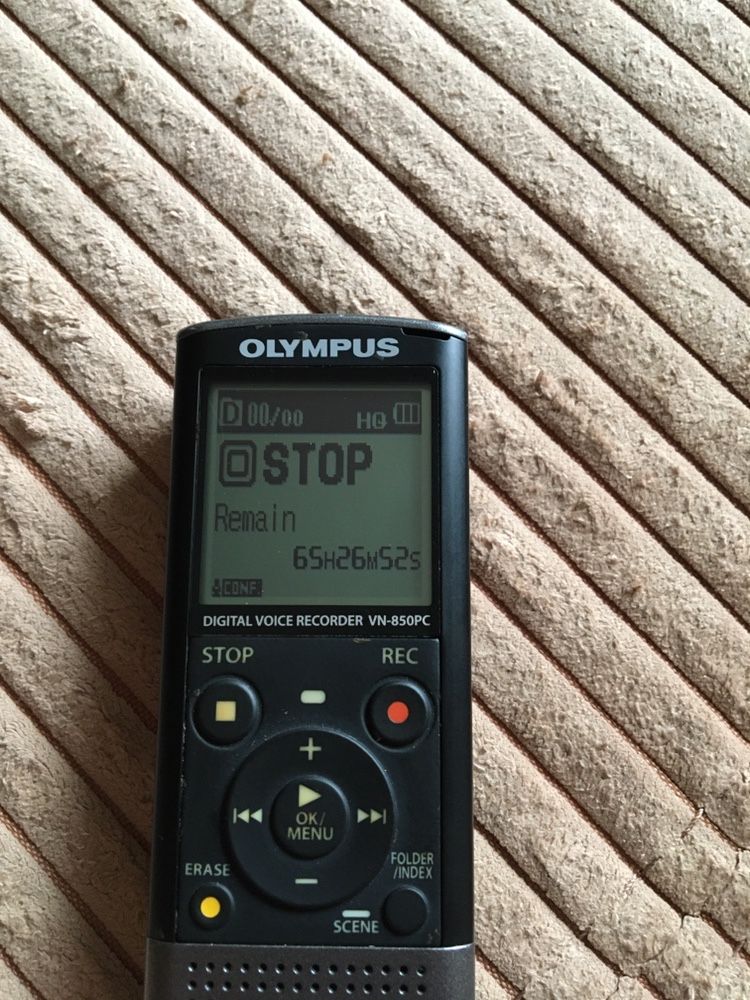 OLYMPUS
D 00/00 HQ
STOP
Remain
65H26M52S
CONF.
DIGITAL VOICE RECORDER VN-850PC
STOP REC
+
OK/
MENU
−
ERASE
FOLDER
/INDEX
SCENE